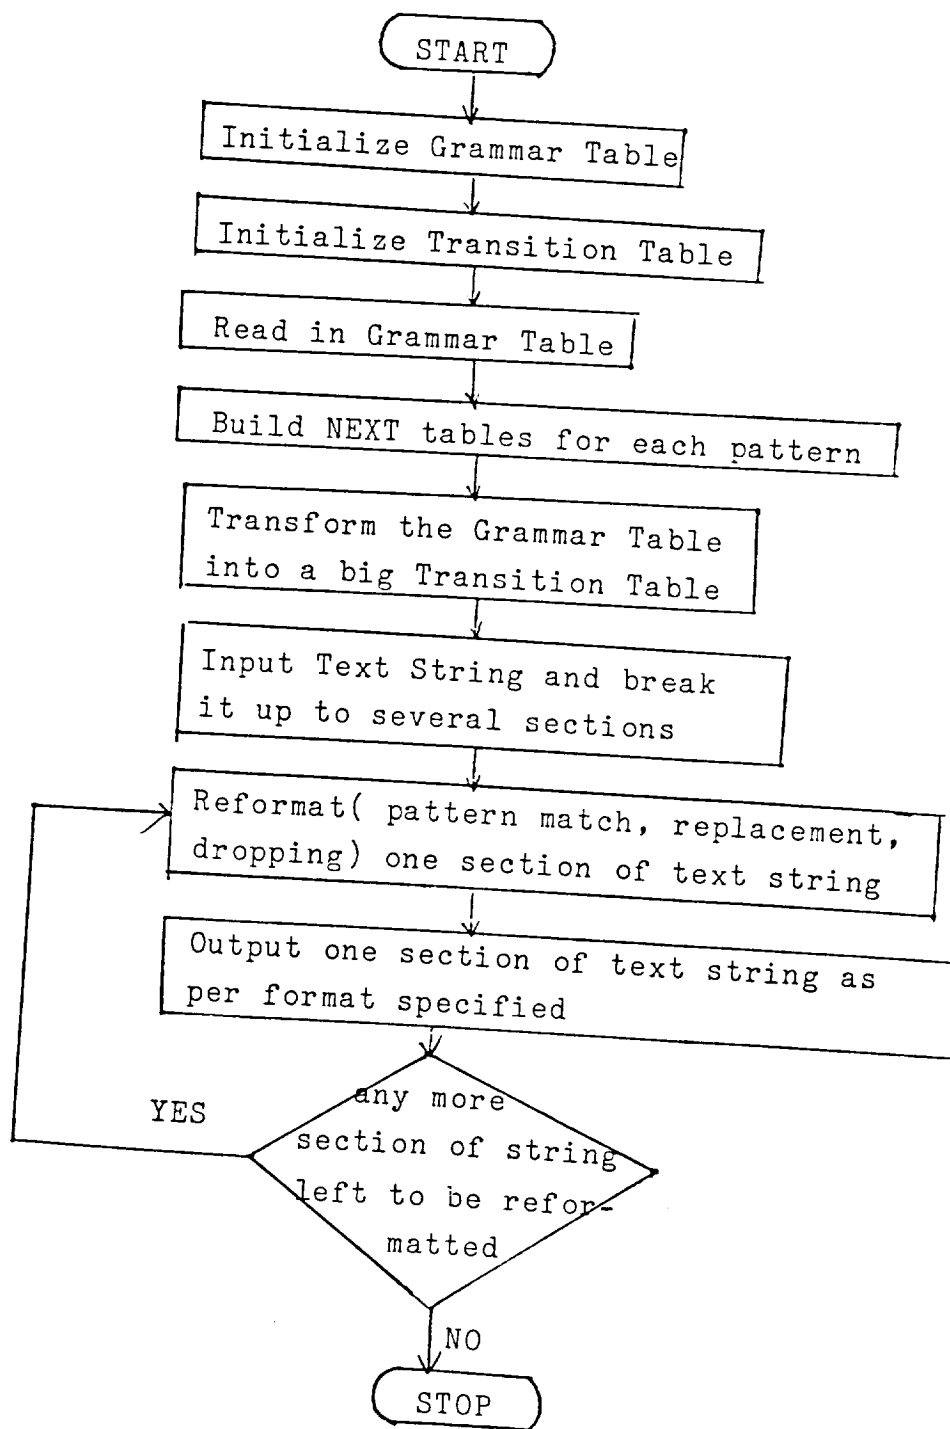 START
Initialize Grammar Table
Initialize Transition Table
Read in Grammar Table
Build NEXT tables for each pattern
Transform the Grammar Table
into a big Transition Table
Input Text String and break
it up to several sections
Reformat( pattern match, replacement,
dropping) one section of text string
Output one section of text string as
per format specified
any more
YES
section of string
left to be refor-
matted
NO
STOP